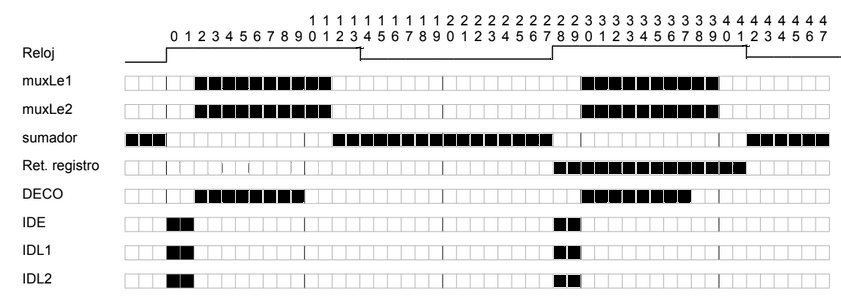 1 1 1 1 1 1 1 1 1 1 2 2 2 2 2 2 2 2 2 2 3 3 3 3 3 3 3 3 3 3 4 4 4 4 4 4 4 4
0 1 2 3 4 5 6 7 8 9 0 1 2 3 4 5 6 7 8 9 0 1 2 3 4 5 6 7 8 9 0 1 2 3 4 5 6 7 8 9 0 1 2 3 4 5 6 7
Reloj
muxLe1
muxLe2
sumador
Ret. registro
DECO
IDE
IDL1
IDL2